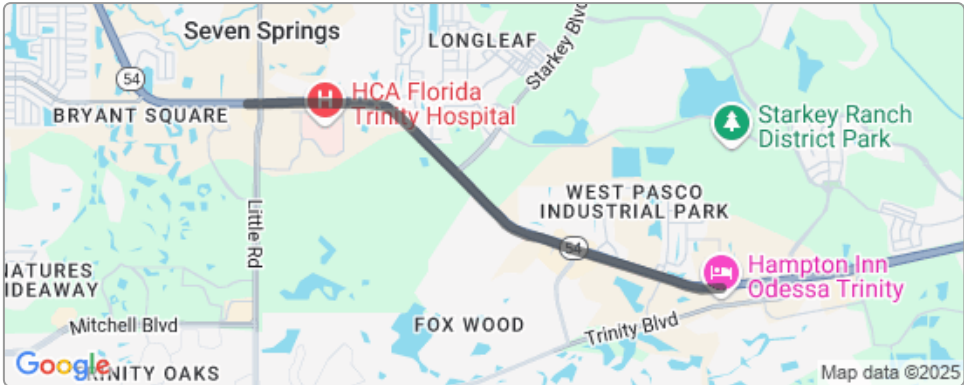 Seven Springs
LONGLEAF
Starkey Blvd
54
H
HCA Florida
Trinity Hospital
BRYANT SQUARE
Starkey Ranch
District Park
WEST PASCO
INDUSTRIAL PARK
Little Rd
54
NATURES
IDEAWAY
Hampton Inn
Odessa Trinity
Mitchell Blvd
FOX WOOD
Trinity Blvd
Google
RINITY OAKS
Map data ©2025